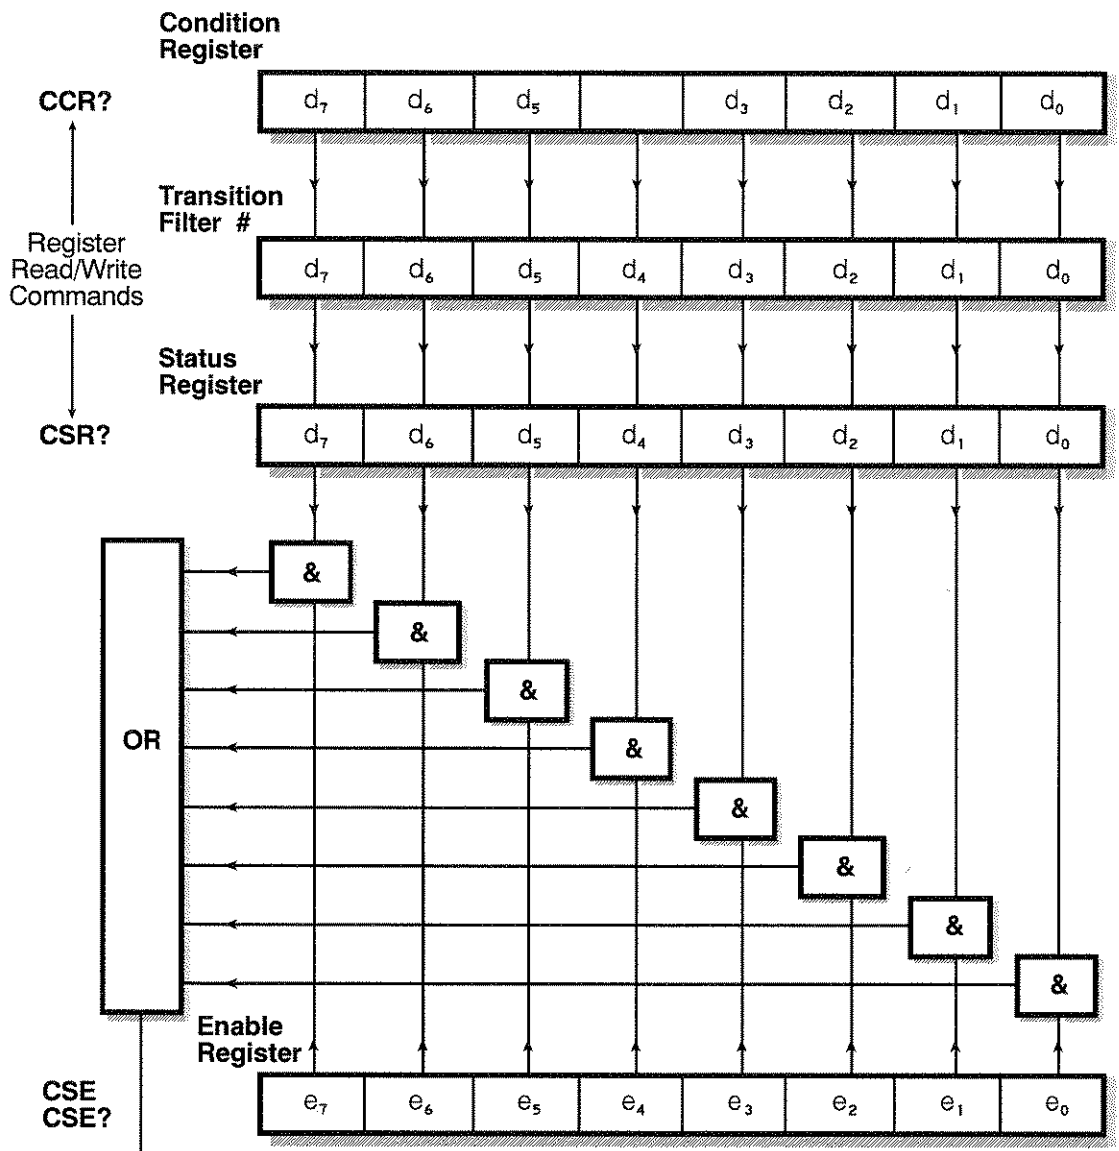 Condition
Register
CCR?
d₇ d₆ d₅ d₃ d₂ d₁ d₀
Transition
Filter #
Register
Read/Write
Commands
d₇ d₆ d₅ d₄ d₃ d₂ d₁ d₀
Status
Register
CSR?
d₇ d₆ d₅ d₄ d₃ d₂ d₁ d₀
&
&
&
OR
&
&
&
&
&
Enable
Register
CSE
CSE?
e₇ e₆ e₅ e₄ e₃ e₂ e₁ e₀